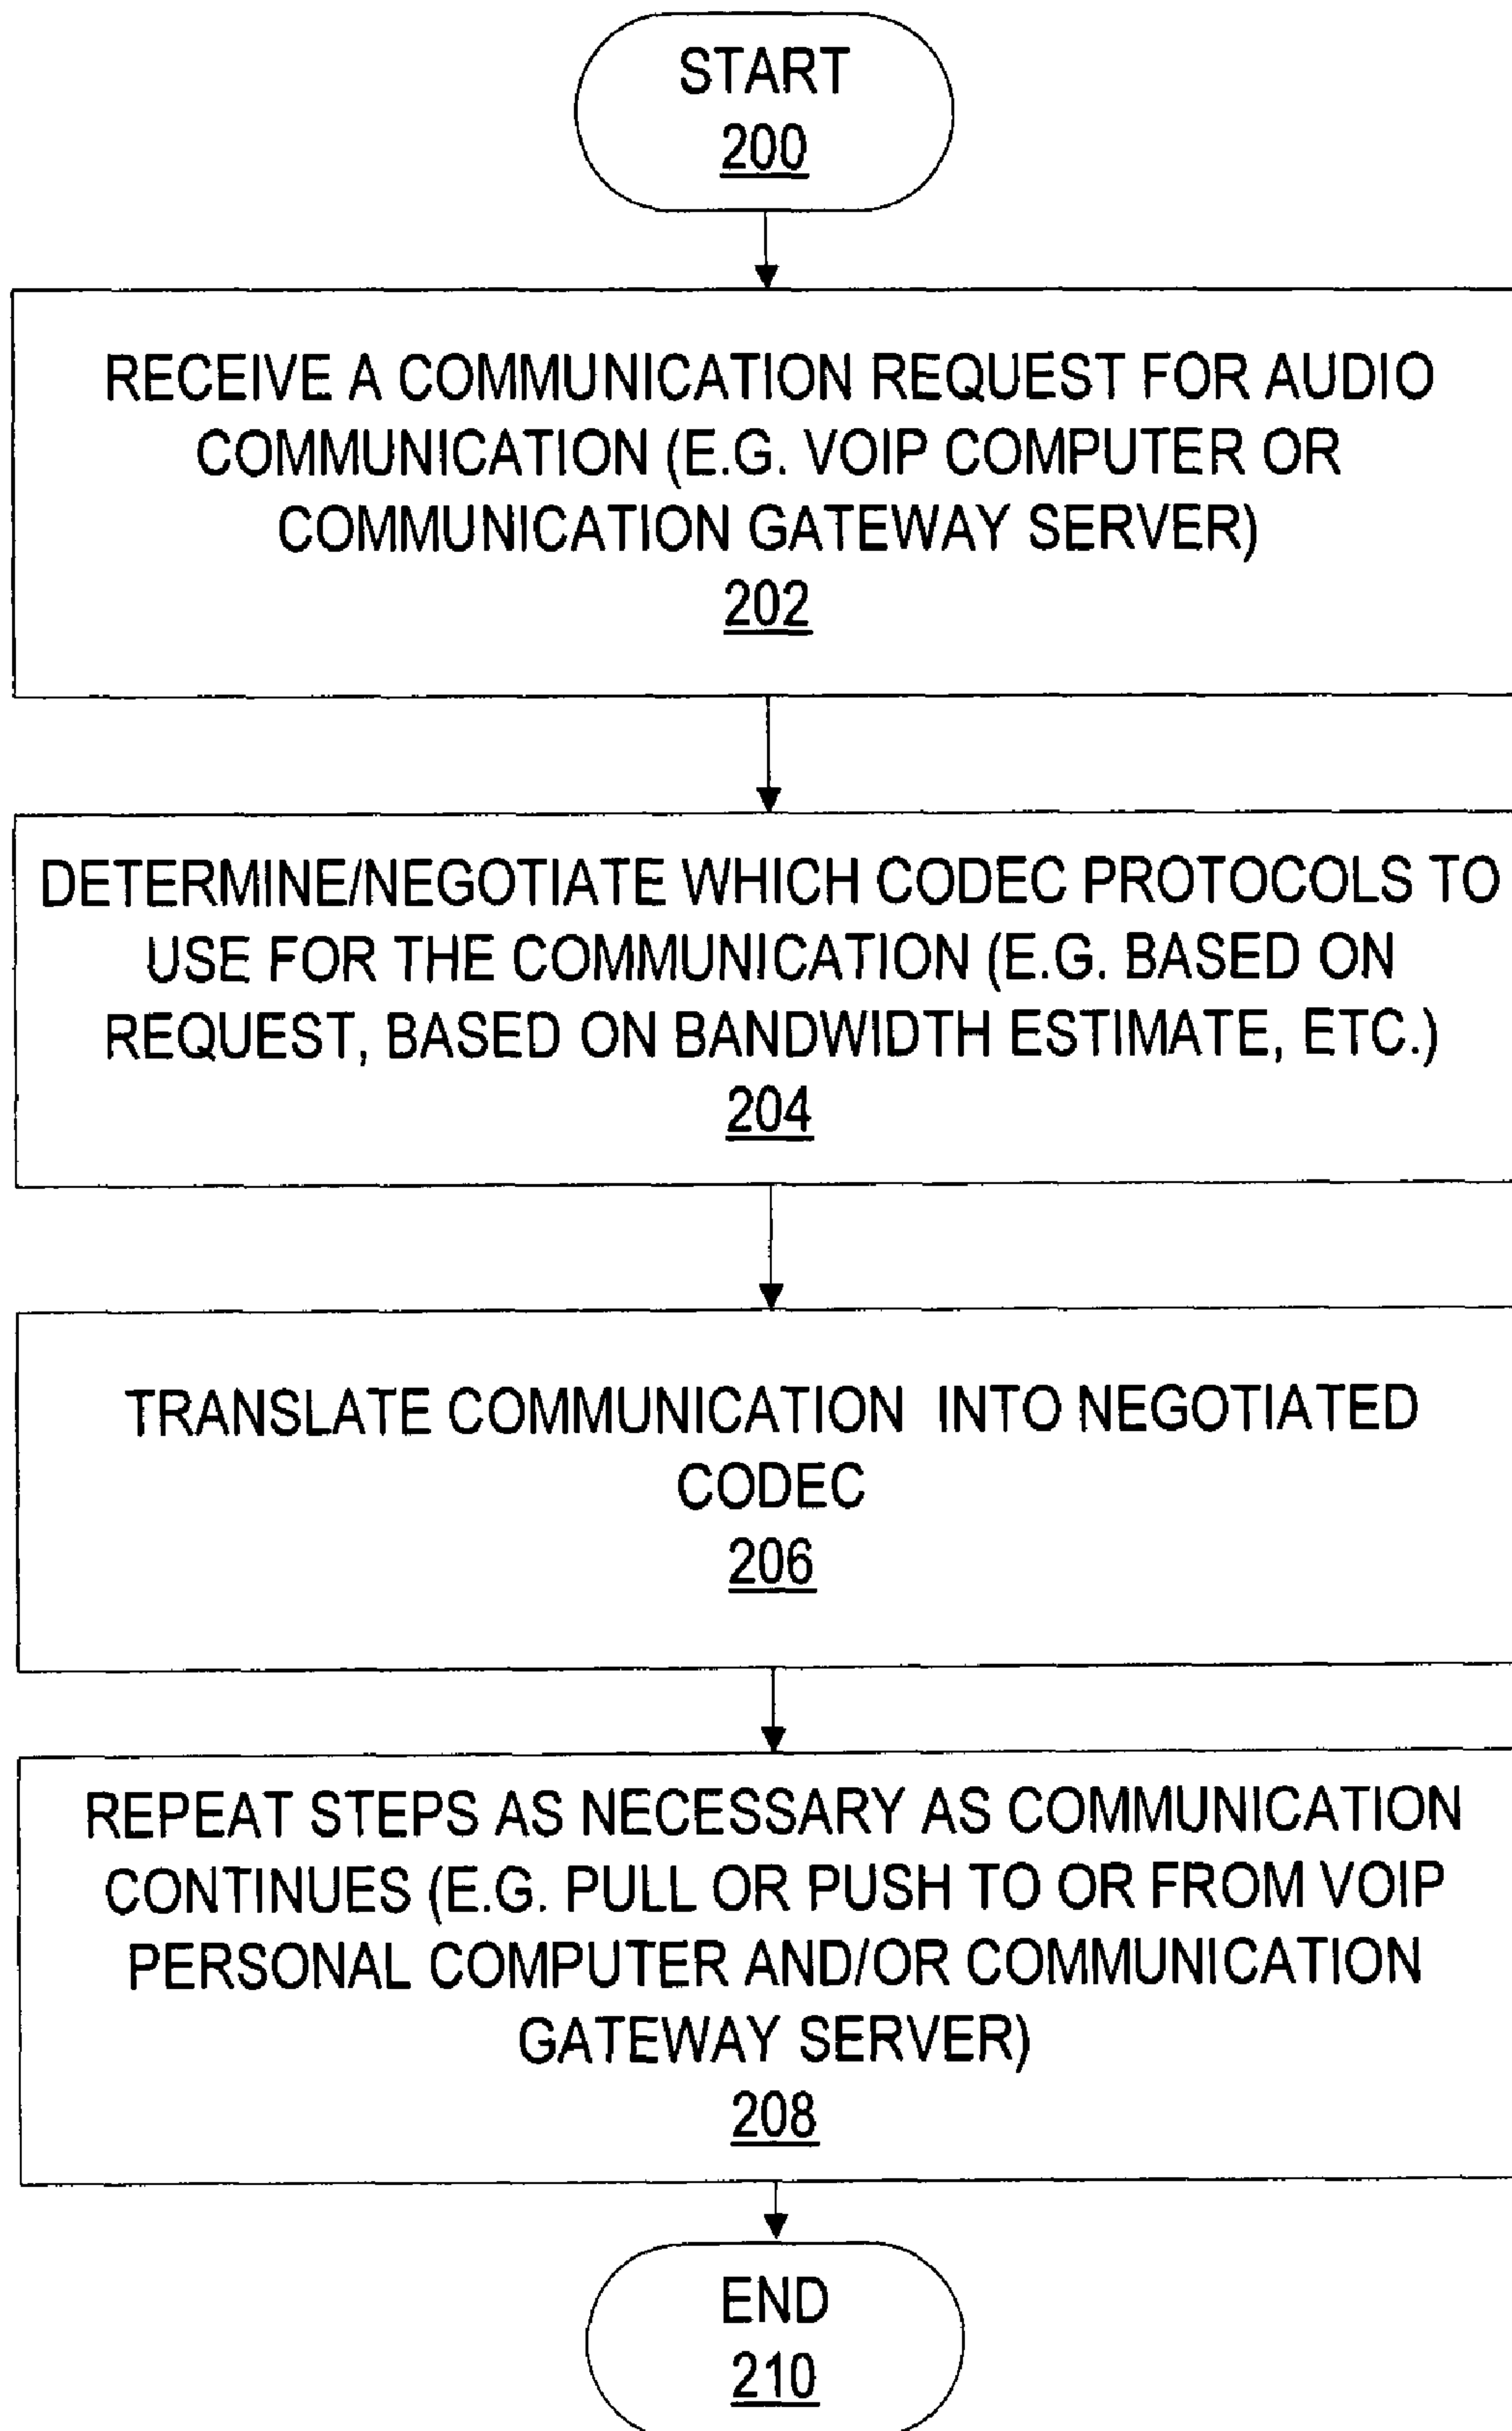 START
200
RECEIVE A COMMUNICATION REQUEST FOR AUDIO
COMMUNICATION (E.G. VOIP COMPUTER OR
COMMUNICATION GATEWAY SERVER)
202
DETERMINE/NEGOTIATE WHICH CODEC PROTOCOLS TO
USE FOR THE COMMUNICATION (E.G. BASED ON
REQUEST, BASED ON BANDWIDTH ESTIMATE, ETC.)
204
TRANSLATE COMMUNICATION INTO NEGOTIATED
CODEC
206
REPEAT STEPS AS NECESSARY AS COMMUNICATION
CONTINUES (E.G. PULL OR PUSH TO OR FROM VOIP
PERSONAL COMPUTER AND/OR COMMUNICATION
GATEWAY SERVER)
208
END
210